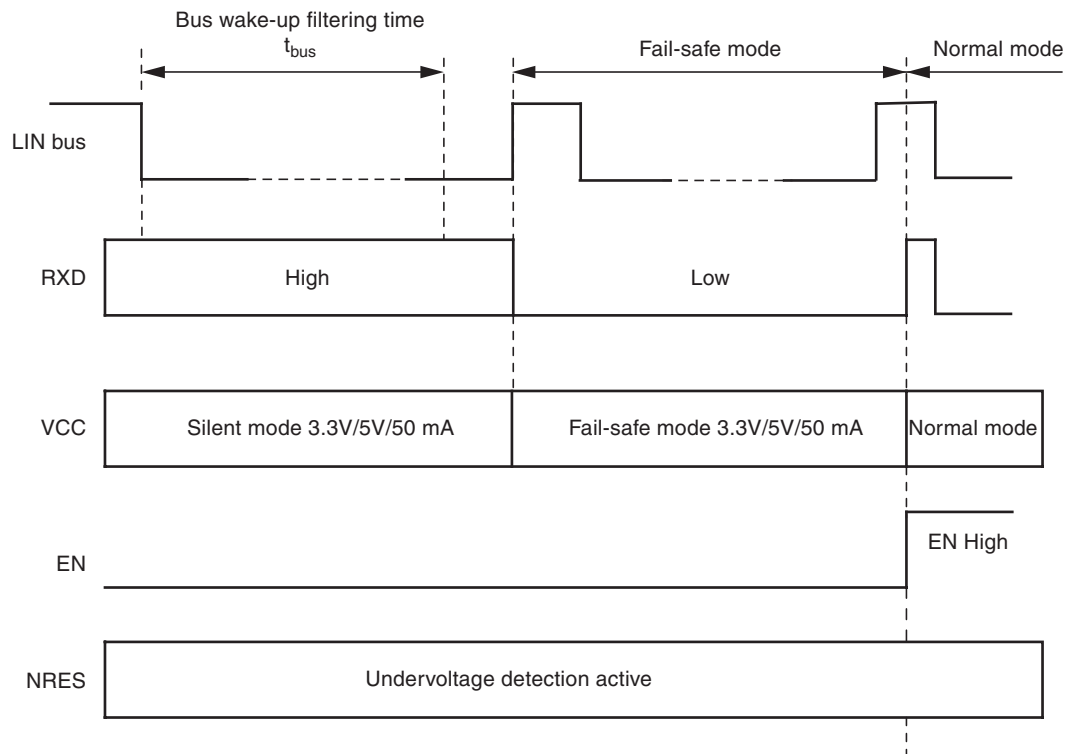 Bus wake-up filtering time
tbus
Fail-safe mode
Normal mode
LIN bus
RXD
High
Low
VCC
Silent mode 3.3V/5V/50 mA
Fail-safe mode 3.3V/5V/50 mA
Normal mode
EN
EN High
NRES
Undervoltage detection active